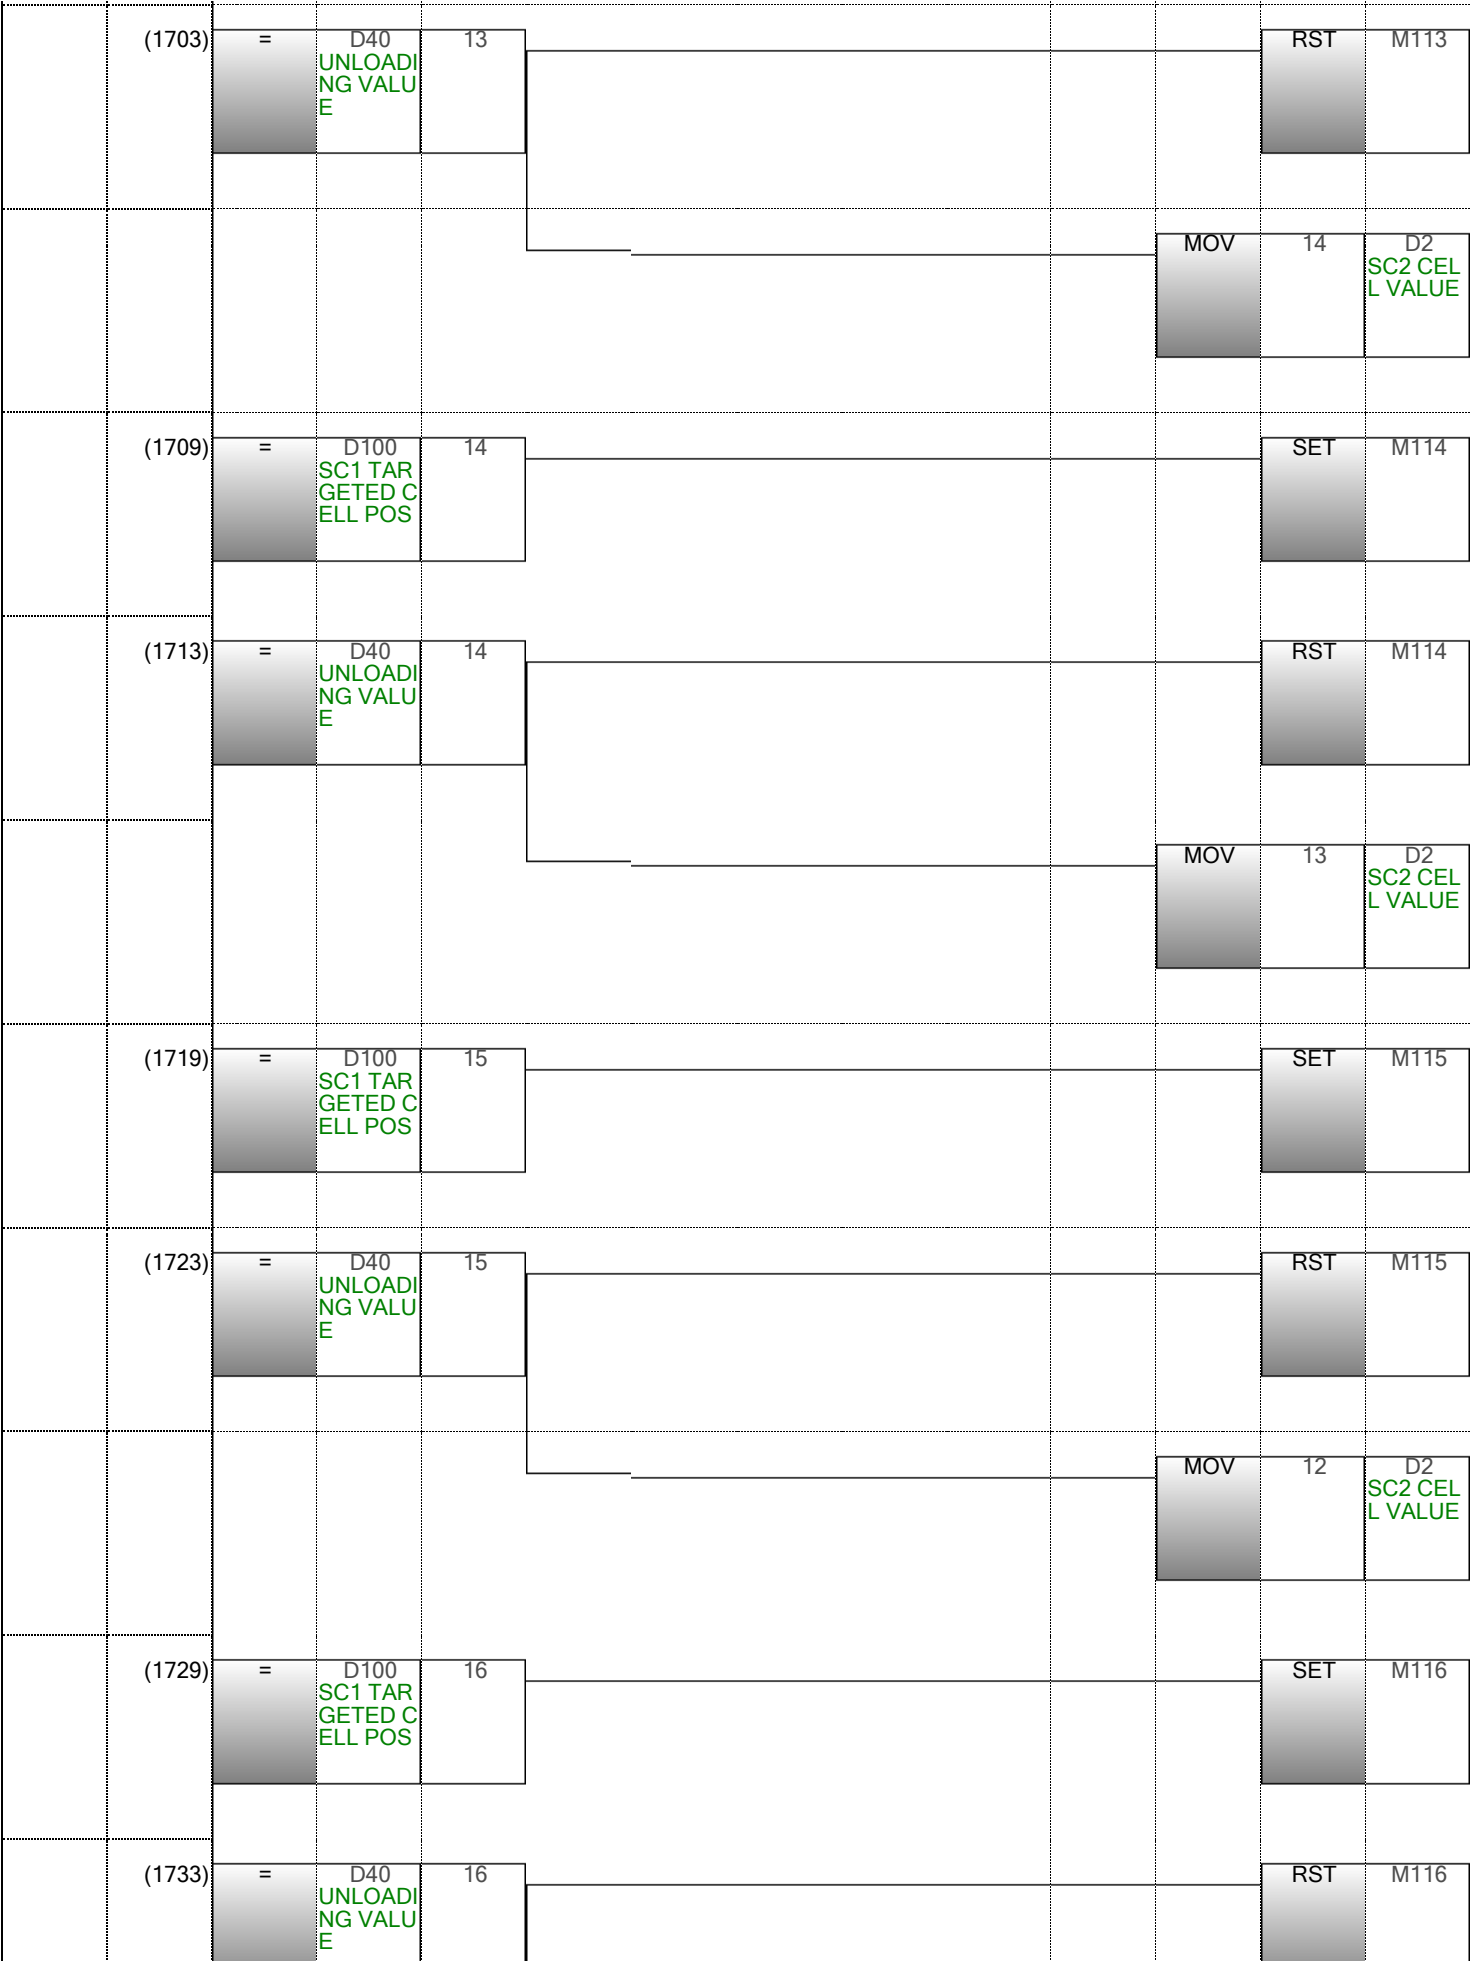 (1703) = D40 13 RST M113
UNLOADI
NG VALU
E
MOV 14 D2
SC2 CEL
L VALUE
(1709) = D100 14 SET M114
SC1 TAR
GETED C
ELL POS
(1713) = D40 14 RST M114
UNLOADI
NG VALU
E
MOV 13 D2
SC2 CEL
L VALUE
(1719) = D100 15 SET M115
SC1 TAR
GETED C
ELL POS
(1723) = D40 15 RST M115
UNLOADI
NG VALU
E
MOV 12 D2
SC2 CEL
L VALUE
(1729) = D100 16 SET M116
SC1 TAR
GETED C
ELL POS
(1733) = D40 16 RST M116
UNLOADI
NG VALU
E